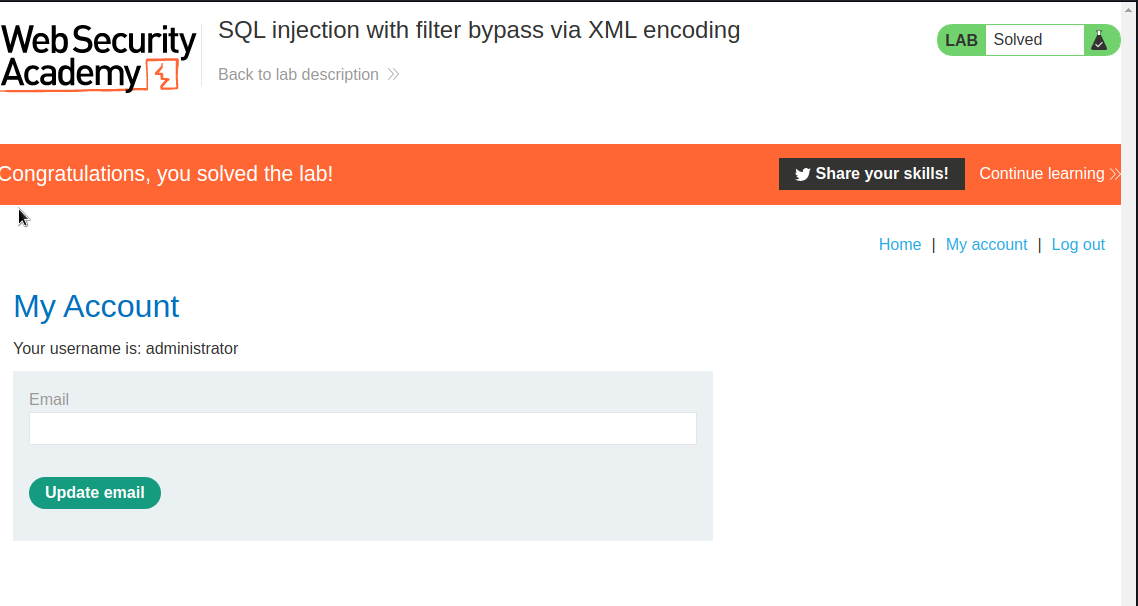 Web Security
Academy
SQL injection with filter bypass via XML encoding
Back to lab description
LAB Solved
Congratulations, you solved the lab!
Share your skills!
Continue learning
Home | My account | Log out
My Account
Your username is: administrator
Email
Update email